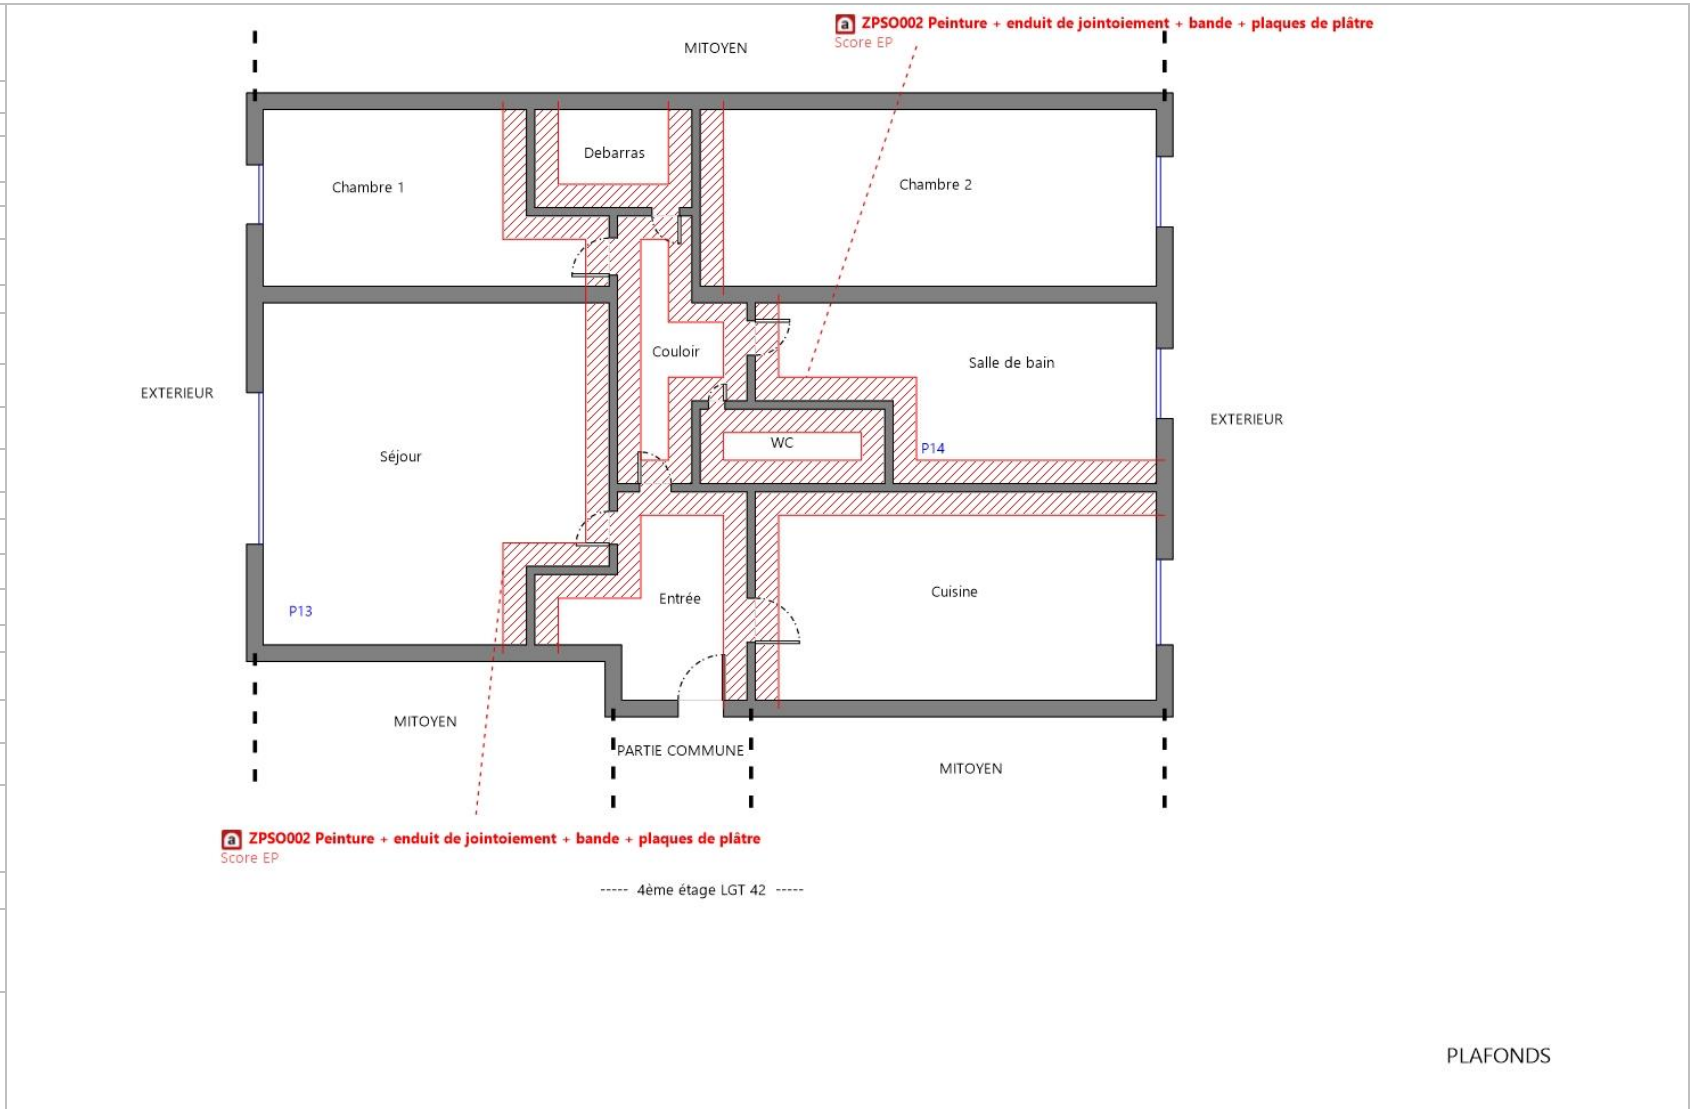 a ZPSO002 Peinture + enduit de jointoiement + bande + plaques de plâtre
Score EP
MITOYEN
Debarras
Chambre 1
Chambre 2
Couloir
Salle de bain
EXTERIEUR
EXTERIEUR
WC
P14
Séjour
Cuisine
Entrée
P13
MITOYEN
PARTIE COMMUNE
MITOYEN
a ZPSO002 Peinture + enduit de jointoiement + bande + plaques de plâtre
Score EP
----- 4ème étage LGT 42 -----
PLAFONDS